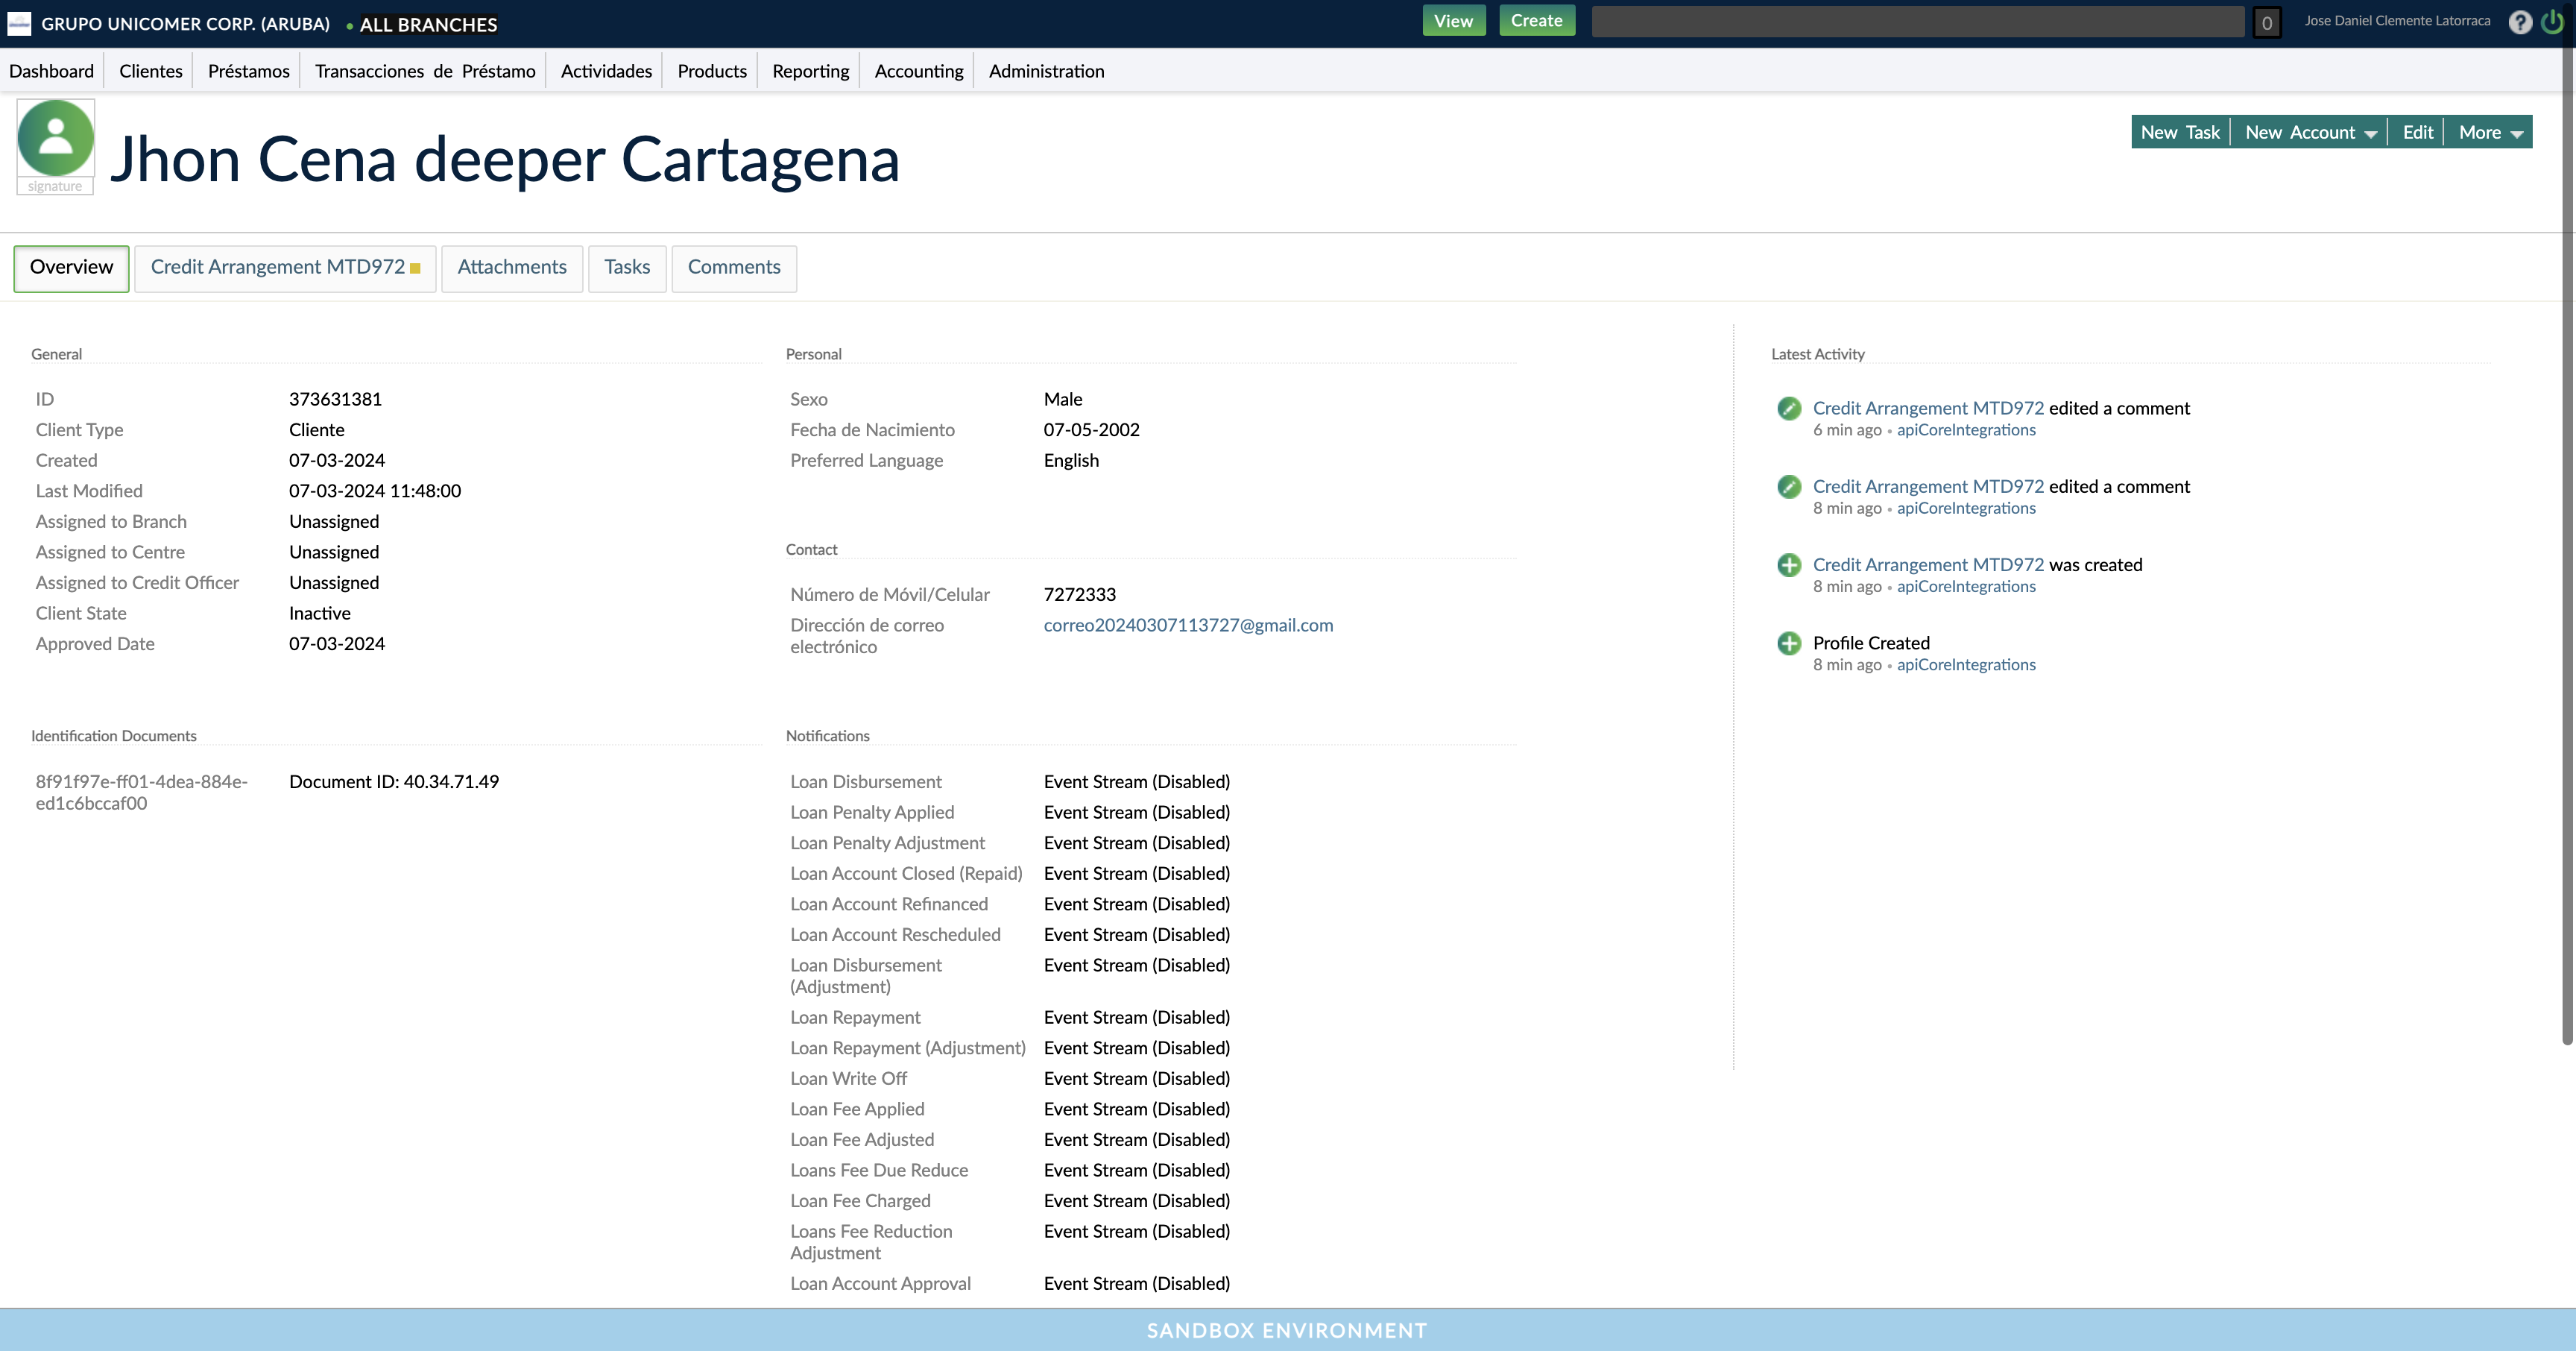 GRUPO UNICOMER CORP. (ARUBA) • ALL BRANCHES View Create 0 Jose Daniel Clemente Latorraca ?
Dashboard Clientes Préstamos Transacciones de Préstamo Actividades Products Reporting Accounting Administration
signature
Jhon Cena deeper Cartagena
New Task New Account Edit More
Overview Credit Arrangement MTD972 Attachments Tasks Comments
General
ID 373631381
Client Type Cliente
Created 07-03-2024
Last Modified 07-03-2024 11:48:00
Assigned to Branch Unassigned
Assigned to Centre Unassigned
Assigned to Credit Officer Unassigned
Client State Inactive
Approved Date 07-03-2024
Identification Documents
8f91f97e-ff01-4dea-884e-
ed1c6bccaf00
Document ID: 40.34.71.49
Personal
Sexo Male
Fecha de Nacimiento 07-05-2002
Preferred Language English
Contact
Número de Móvil/Celular 7272333
Dirección de correo
electrónico
correo20240307113727@gmail.com
Notifications
Loan Disbursement Event Stream (Disabled)
Loan Penalty Applied Event Stream (Disabled)
Loan Penalty Adjustment Event Stream (Disabled)
Loan Account Closed (Repaid) Event Stream (Disabled)
Loan Account Refinanced Event Stream (Disabled)
Loan Account Rescheduled Event Stream (Disabled)
Loan Disbursement
(Adjustment)
Event Stream (Disabled)
Loan Repayment Event Stream (Disabled)
Loan Repayment (Adjustment) Event Stream (Disabled)
Loan Write Off Event Stream (Disabled)
Loan Fee Applied Event Stream (Disabled)
Loan Fee Adjusted Event Stream (Disabled)
Loans Fee Due Reduce Event Stream (Disabled)
Loan Fee Charged Event Stream (Disabled)
Loans Fee Reduction
Adjustment
Event Stream (Disabled)
Loan Account Approval Event Stream (Disabled)
Latest Activity
Credit Arrangement MTD972 edited a comment
6 min ago • apiCoreIntegrations
Credit Arrangement MTD972 edited a comment
8 min ago • apiCoreIntegrations
Credit Arrangement MTD972 was created
8 min ago • apiCoreIntegrations
Profile Created
8 min ago • apiCoreIntegrations
SANDBOX ENVIRONMENT